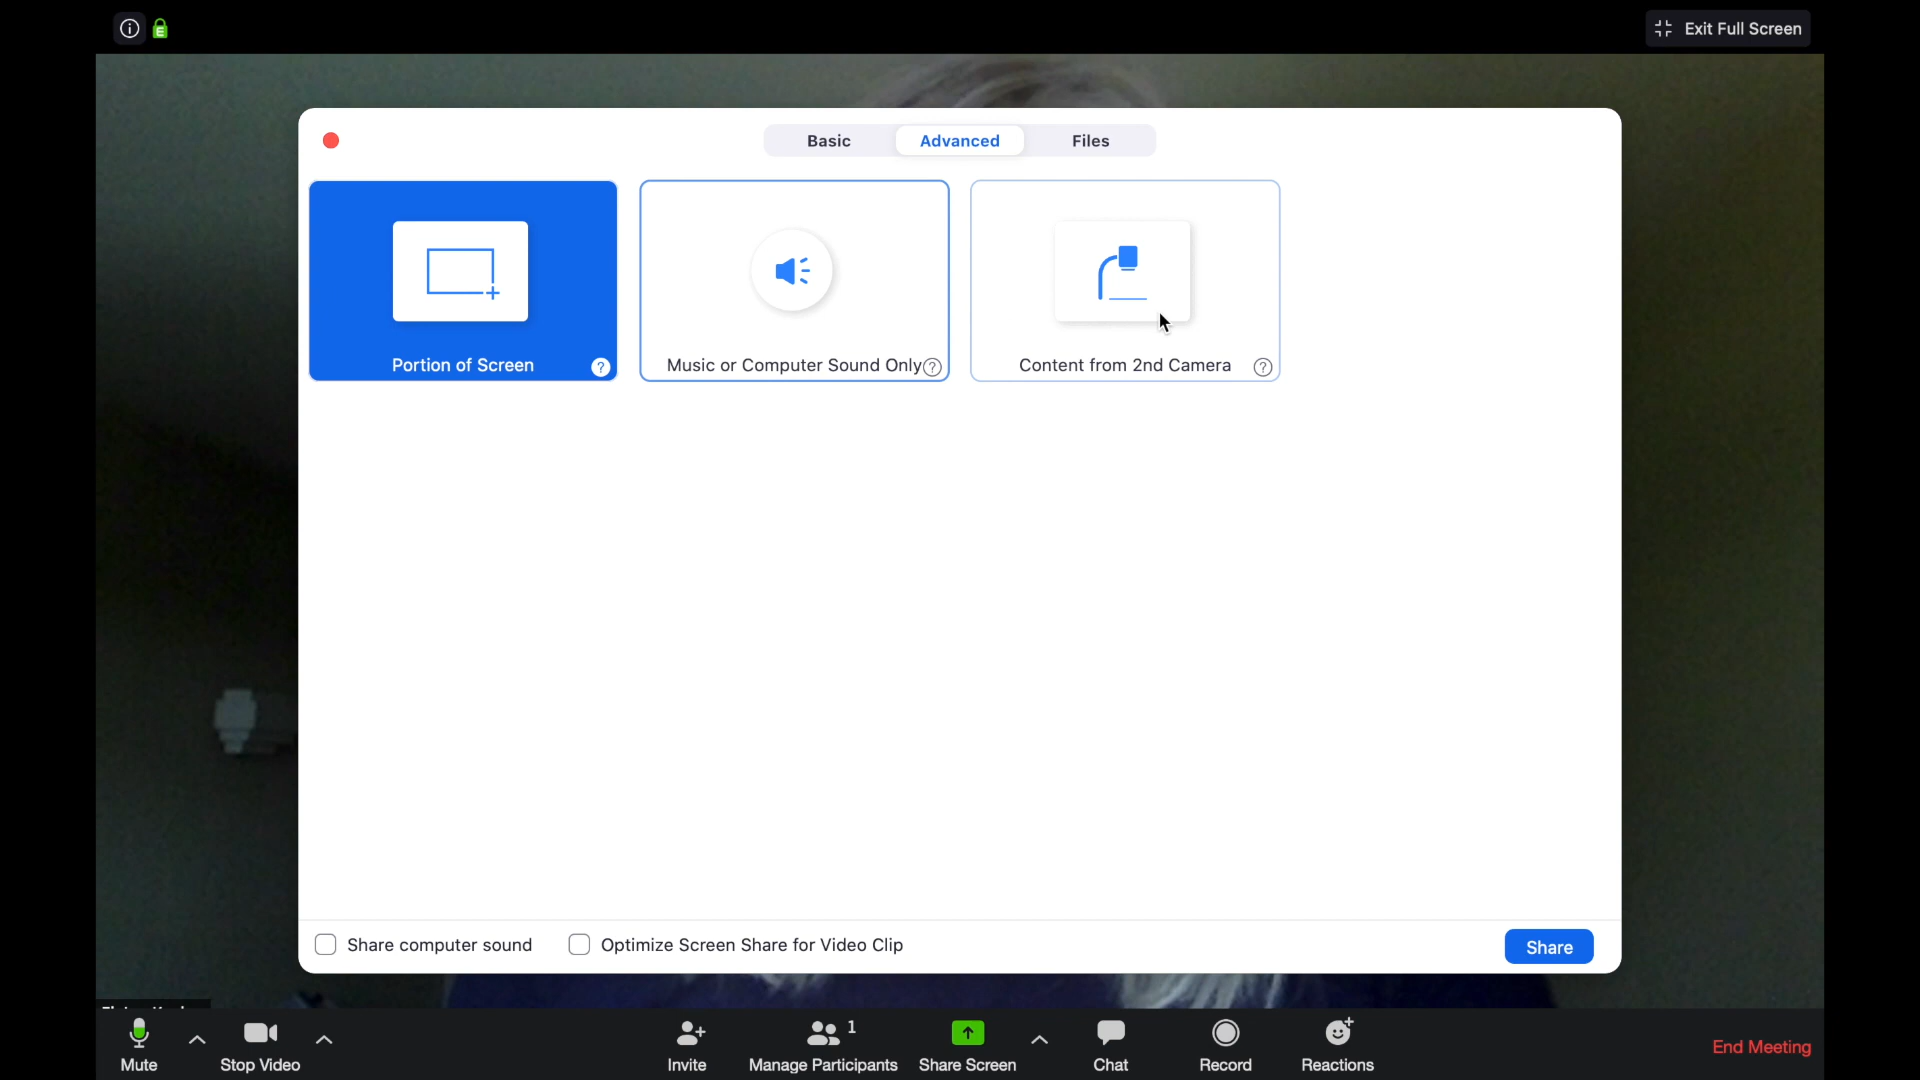 Exit Full Screen
Basic
Advanced
Files
Portion of Screen
?
Music or Computer Sound Only
?
Content from 2nd Camera
?
Share computer sound
Optimize Screen Share for Video Clip
Share
Mute
Stop Video
Invite
1
Manage Participants
Share Screen
Chat
Record
Reactions
End Meeting